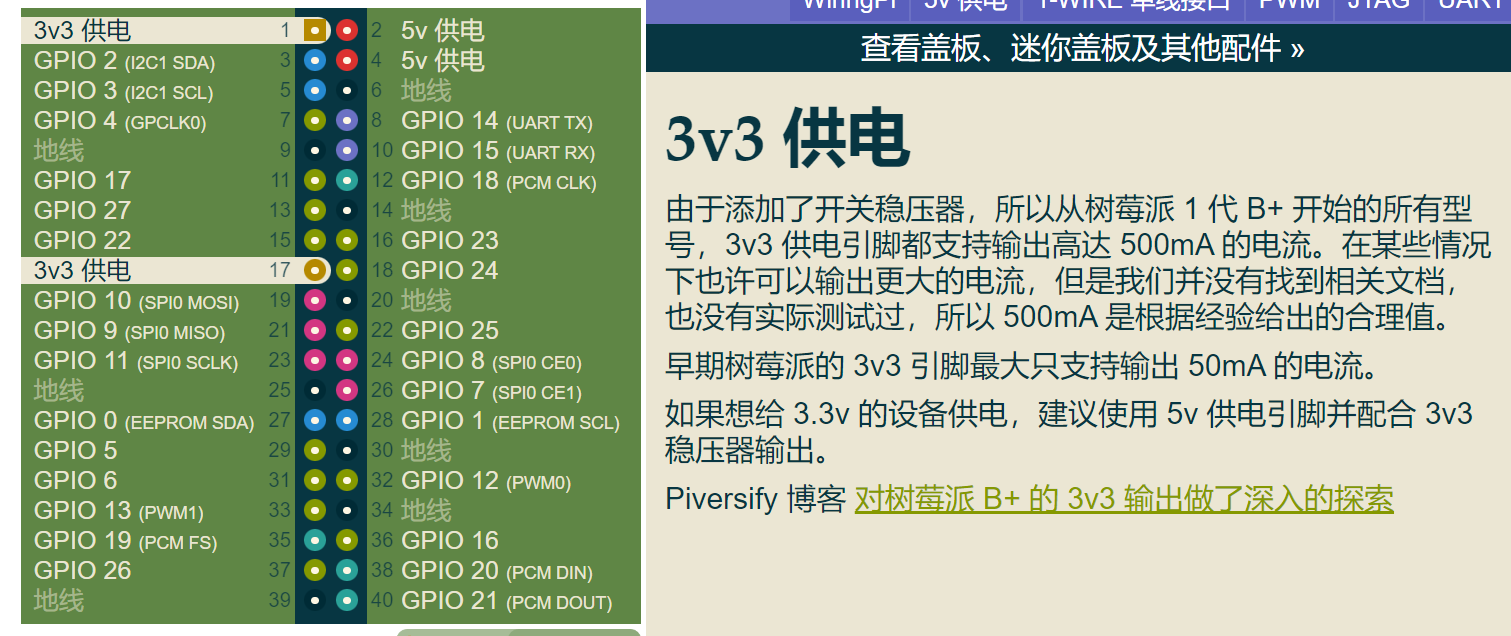 3v3 供电 1 2 5v 供电
GPIO 2 (I2C1 SDA) 3 4 5v 供电
GPIO 3 (I2C1 SCL) 5 6 地线
GPIO 4 (GPCLK0) 7 8 GPIO 14 (UART TX)
地线 9 10 GPIO 15 (UART RX)
GPIO 17 11 12 GPIO 18 (PCM CLK)
GPIO 27 13 14 地线
GPIO 22 15 16 GPIO 23
3v3 供电 17 18 GPIO 24
GPIO 10 (SPI0 MOSI) 19 20 地线
GPIO 9 (SPI0 MISO) 21 22 GPIO 25
GPIO 11 (SPI0 SCLK) 23 24 GPIO 8 (SPI0 CE0)
地线 25 26 GPIO 7 (SPI0 CE1)
GPIO 0 (EEPROM SDA) 27 28 GPIO 1 (EEPROM SCL)
GPIO 5 29 30 地线
GPIO 6 31 32 GPIO 12 (PWM0)
GPIO 13 (PWM1) 33 34 地线
GPIO 19 (PCM FS) 35 36 GPIO 16
GPIO 26 37 38 GPIO 20 (PCM DIN)
地线 39 40 GPIO 21 (PCM DOUT)
WiringPi 5v 供电 1-WIRE 单线接口 PWM JTAG UART
查看盖板、迷你盖板及其他配件 »
3v3 供电
由于添加了开关稳压器，所以从树莓派 1 代 B+ 开始的所有型
号，3v3 供电引脚都支持输出高达 500mA 的电流。在某些情况
下也许可以输出更大的电流，但是我们并没有找到相关文档，
也没有实际测试过，所以 500mA 是根据经验给出的合理值。
早期树莓派的 3v3 引脚最大只支持输出 50mA 的电流。
如果想给 3.3v 的设备供电，建议使用 5v 供电引脚并配合 3v3
稳压器输出。
Piversify 博客 对树莓派 B+ 的 3v3 输出做了深入的探索